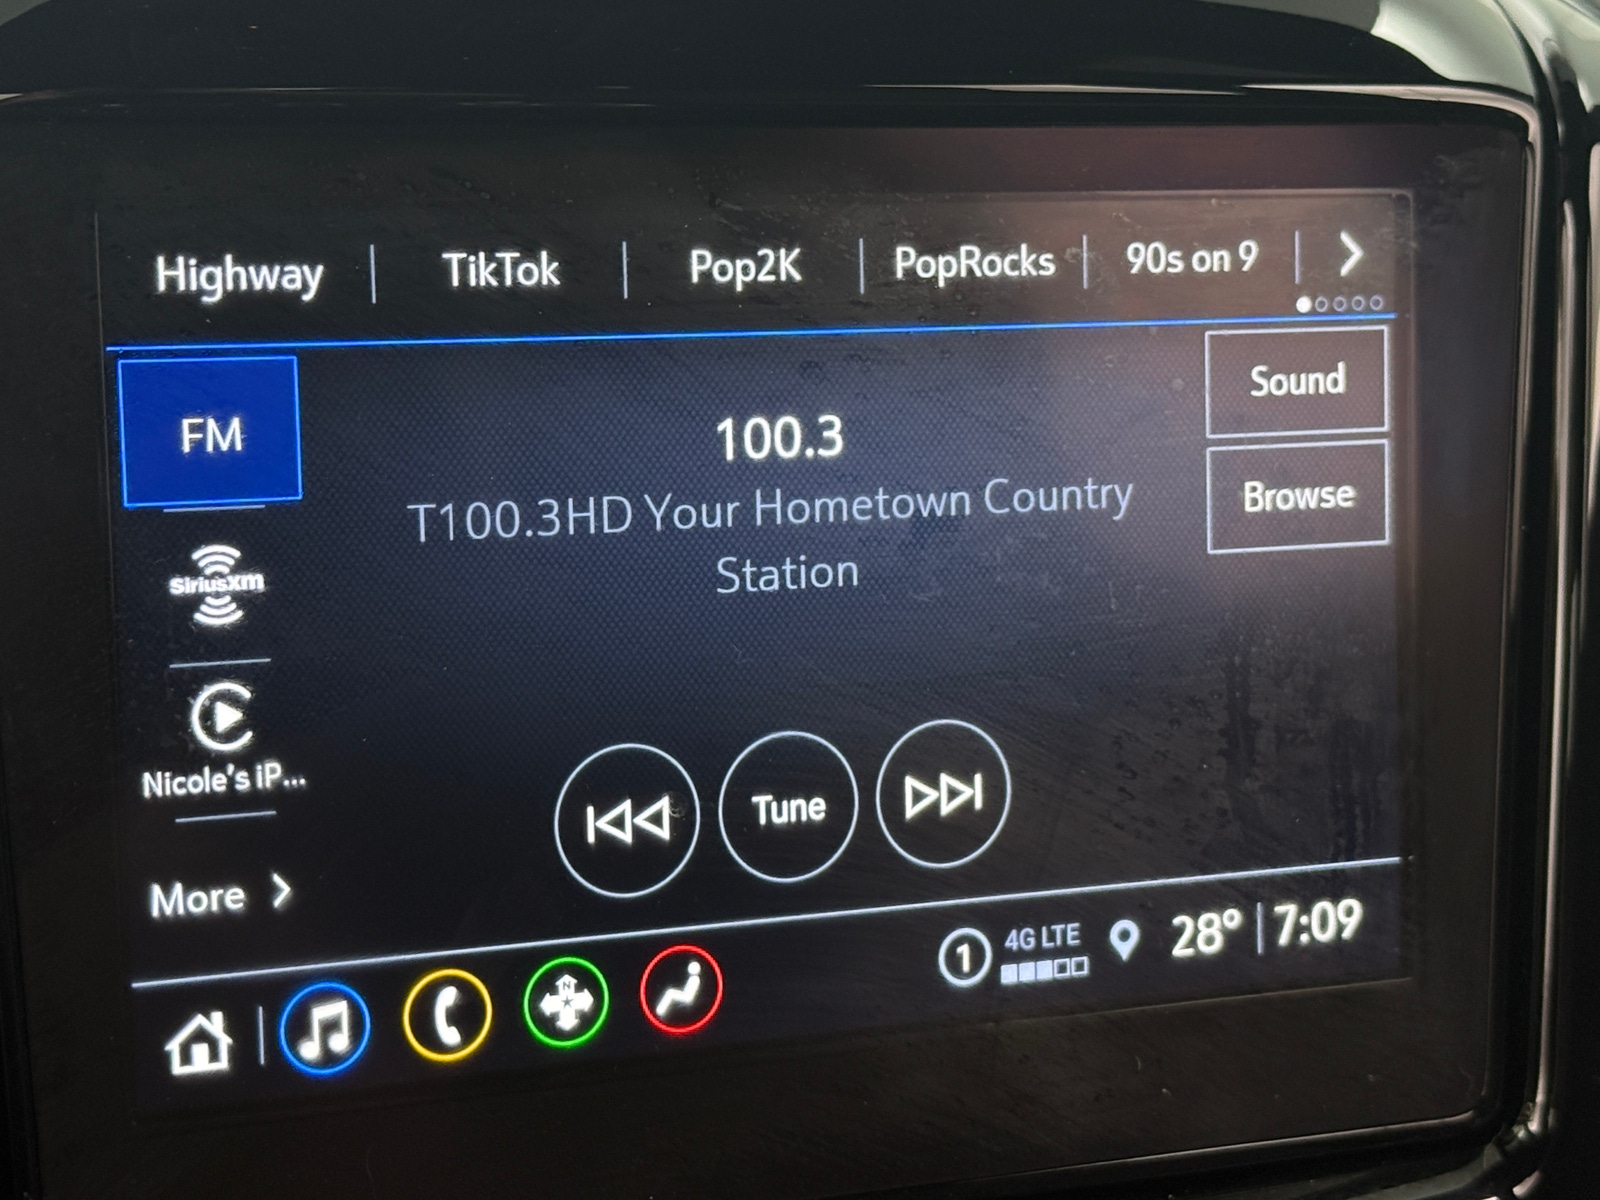 Highway
TikTok
Pop2K
PopRocks
90s on 9
FM
Sound
100.3
Browse
T100.3HD Your Hometown Country
Station
SiriusXM
Nicole's iP...
Tune
More
1
4G LTE
28°
7:09
N